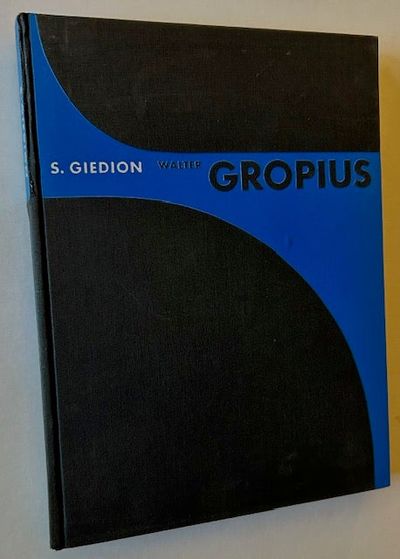 S. GIEDION WALTER GROPIUS